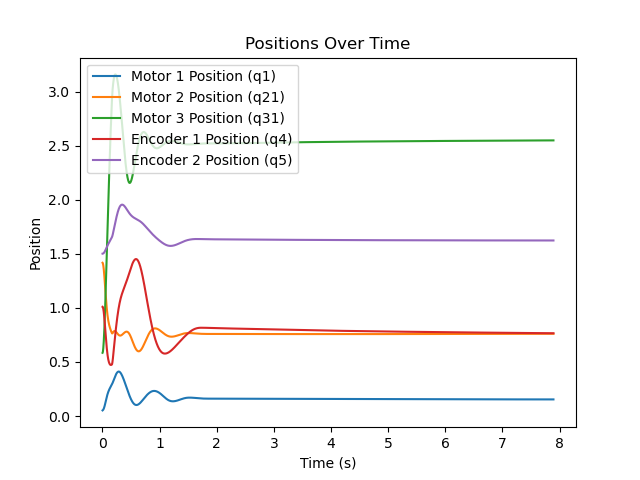 Positions Over Time
Motor 1 Position (q1)
Motor 2 Position (q21)
Motor 3 Position (q31)
Encoder 1 Position (q4)
Encoder 2 Position (q5)
3.0
2.5
2.0
1.5
1.0
0.5
0.0
Position
0 1 2 3 4 5 6 7 8
Time (s)